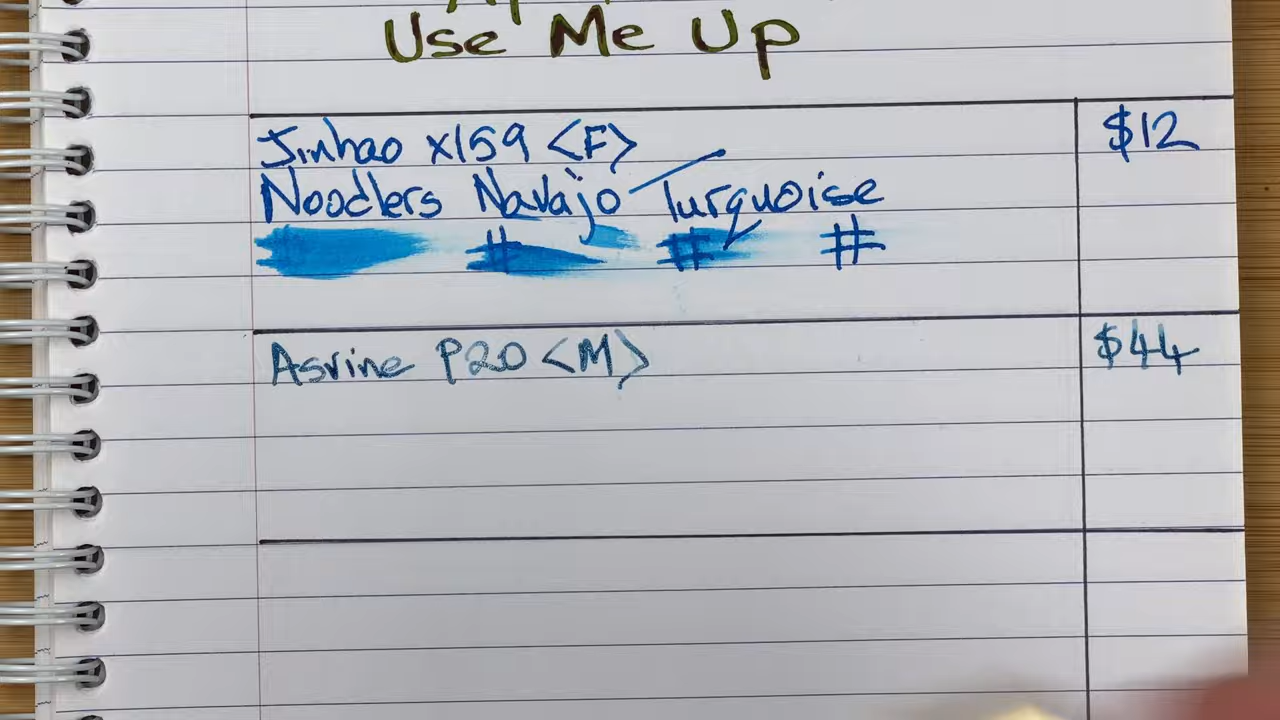 Use Me Up
Jinhao x159 <F> $12
Noodlers Navajo Turquoise
# # # #
Asvine P20 <M> $44